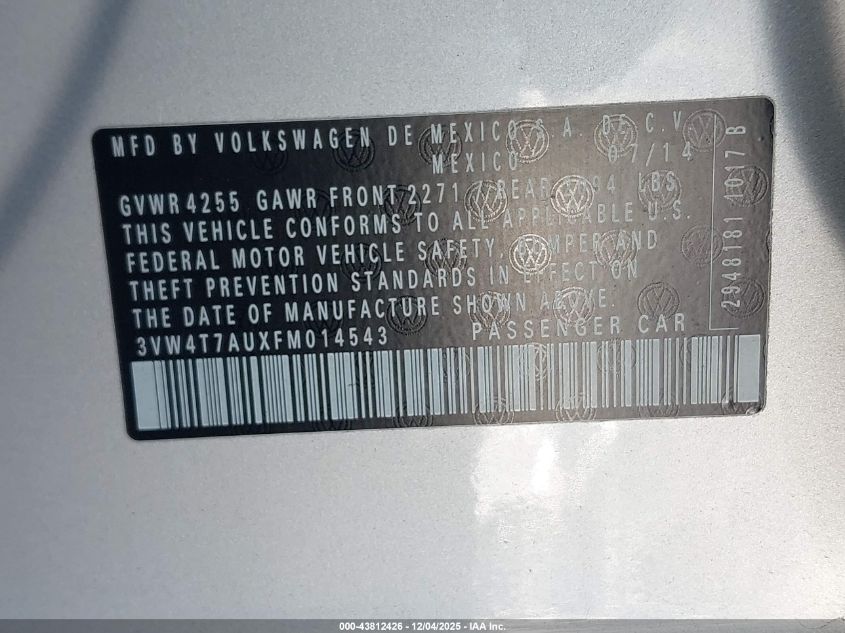 MFD BY VOLKSWAGEN DE MEXICO S.A. DE C.V
MEXICO 07/14
GVWR 4255 GAWR FRONT 2271 REAR LBS
THIS VEHICLE CONFORMS TO ALL APPLICABLE U.S.
FEDERAL MOTOR VEHICLE SAFETY, BUMPER AND
THEFT PREVENTION STANDARDS IN EFFECT ON
THE DATE OF MANUFACTURE SHOWN ABOVE.
3VW4T7AUXFM014543 PASSENGER CAR
2948181 4017B
000-43812426 - 12/04/2025 - IAA Inc.